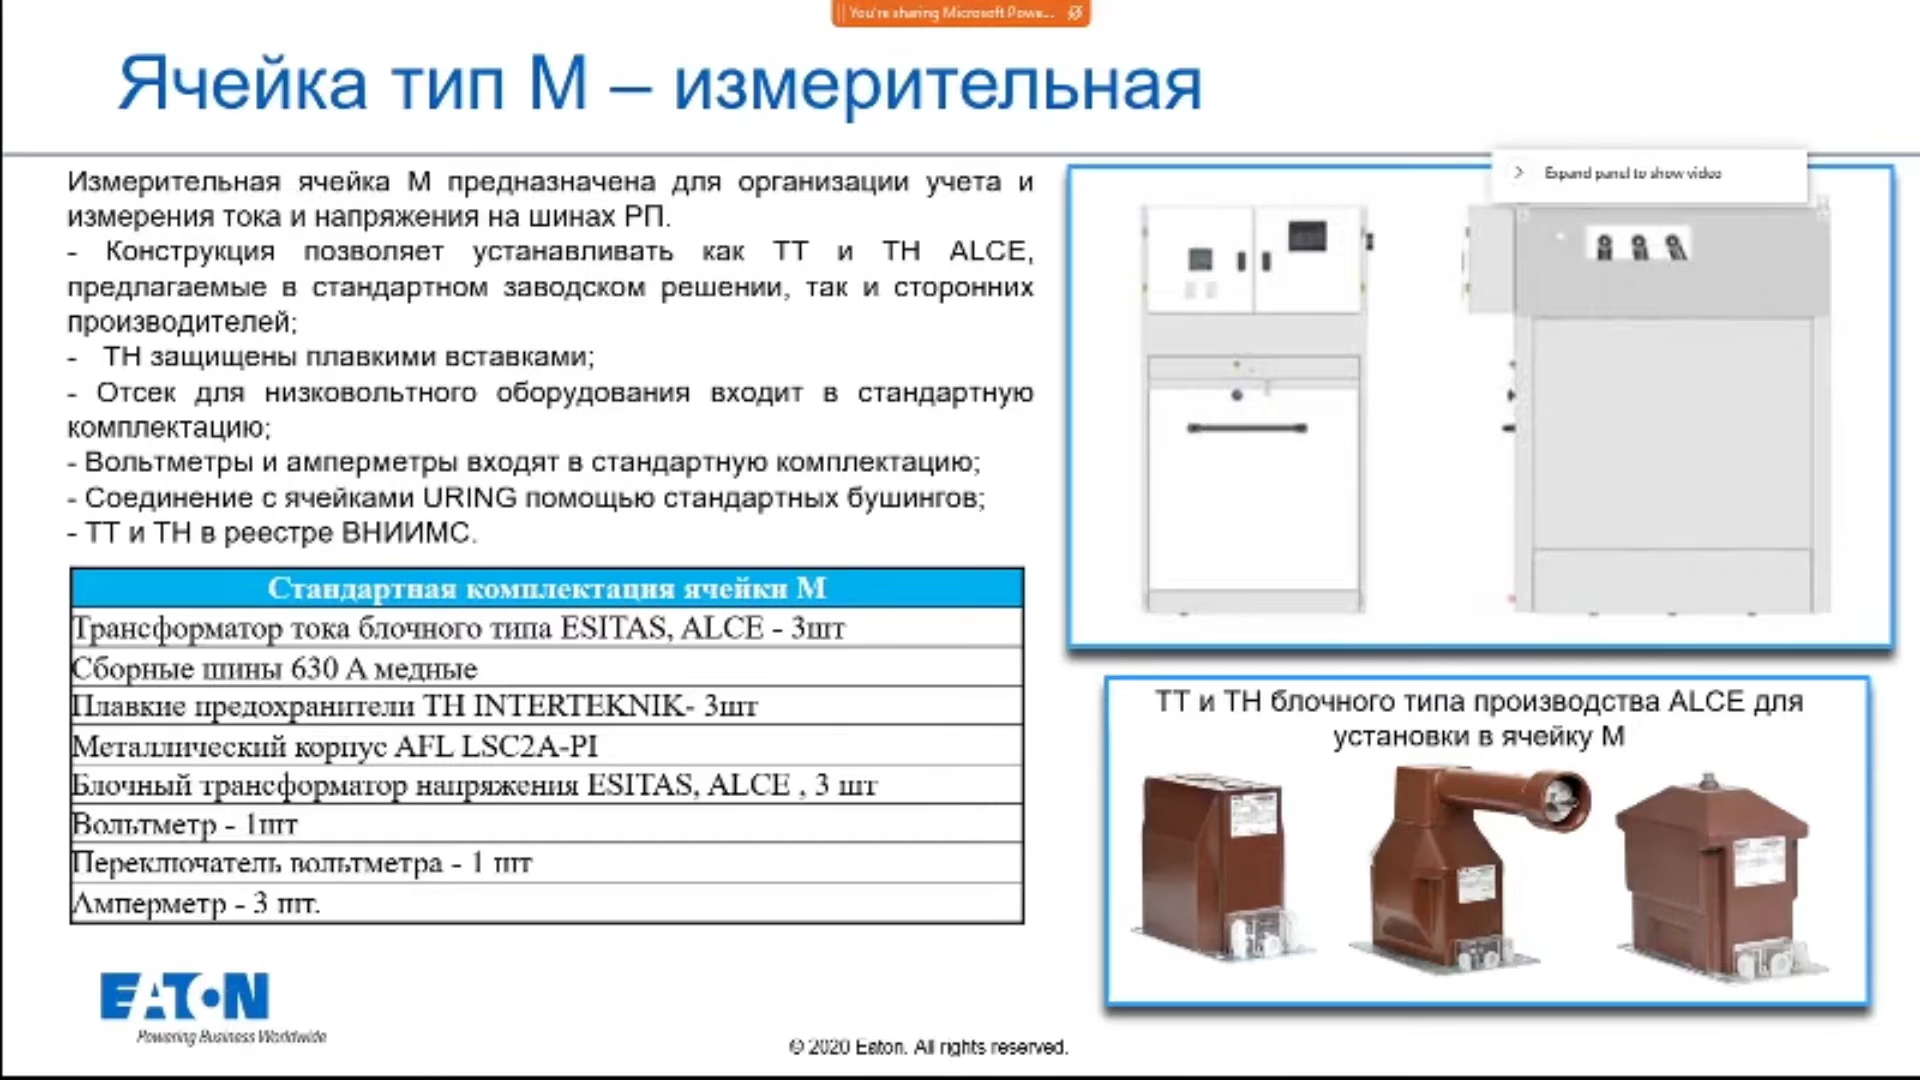 You're sharing Microsoft Powe...
Ячейка тип М – измерительная
Expand panel to show video
Измерительная ячейка М предназначена для организации учета и
измерения тока и напряжения на шинах РП.
- Конструкция позволяет устанавливать как ТТ и ТН ALCE,
предлагаемые в стандартном заводском решении, так и сторонних
производителей;
- ТН защищены плавкими вставками;
- Отсек для низковольтного оборудования входит в стандартную
комплектацию;
- Вольтметры и амперметры входят в стандартную комплектацию;
- Соединение с ячейками URING помощью стандартных бушингов;
- ТТ и ТН в реестре ВНИИМС.
Стандартная комплектация ячейки М
Трансформатор тока блочного типа ESITAS, ALCE - 3шт
Сборные шины 630 А медные
Плавкие предохранители ТН INTERTEKNIK- 3шт
Металлический корпус AFL LSC2A-PI
Блочный трансформатор напряжения ESITAS, ALCE , 3 шт
Вольтметр - 1шт
Переключатель вольтметра - 1 шт
Амперметр - 3 шт.
ТТ и ТН блочного типа производства ALCE для
установки в ячейку М
EATON
Powering Business Worldwide
© 2020 Eaton. All rights reserved.